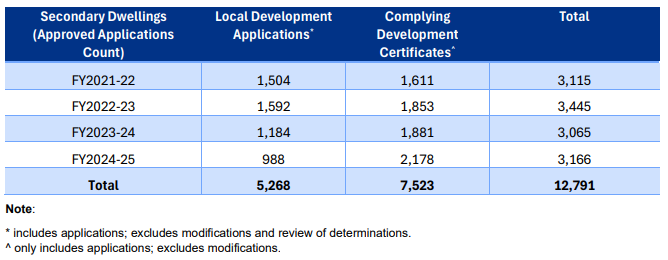 Secondary Dwellings (Approved Applications Count) Local Development Applications* Complying Development Certificates^ Total
FY2021-22 1,504 1,611 3,115
FY2022-23 1,592 1,853 3,445
FY2023-24 1,184 1,881 3,065
FY2024-25 988 2,178 3,166
Total 5,268 7,523 12,791
Note:
* includes applications; excludes modifications and review of determinations.
^ only includes applications; excludes modifications.